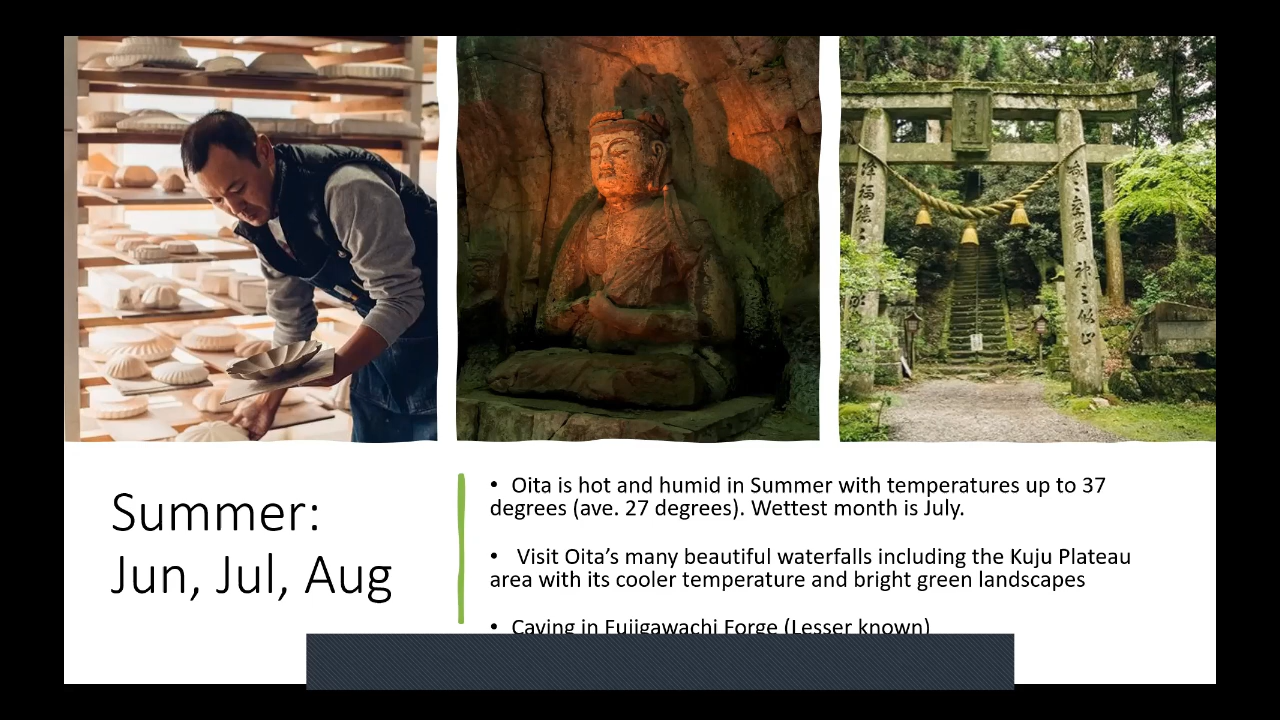 Summer:
Jun, Jul, Aug
• Oita is hot and humid in Summer with temperatures up to 37
degrees (ave. 27 degrees). Wettest month is July.
• Visit Oita’s many beautiful waterfalls including the Kuju Plateau
area with its cooler temperature and bright green landscapes
• Caving in Fujigawachi Forge (Lesser known)